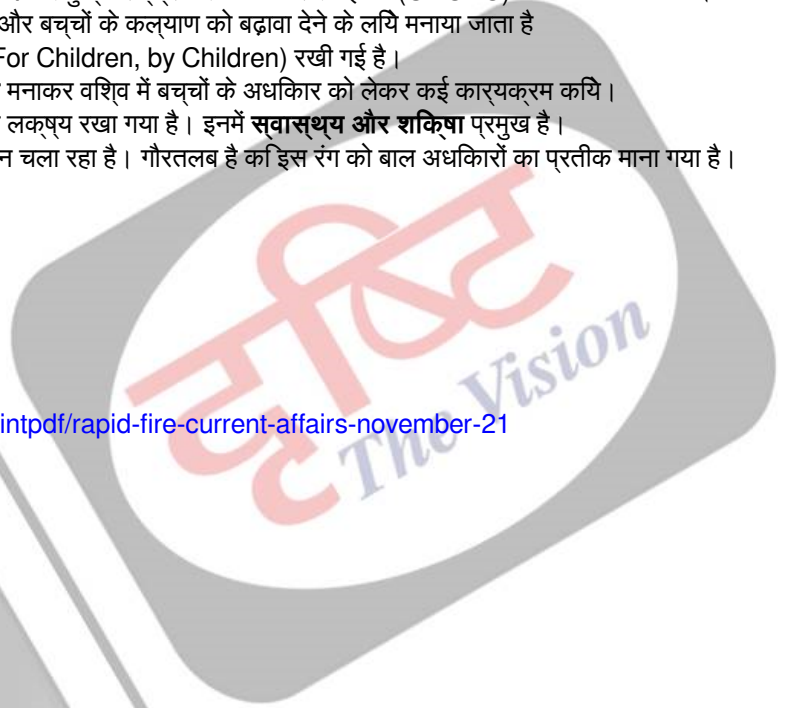 और बच्चों के कल्याण को बढ़ावा देने के लिये मनाया जाता है
For Children, by Children) रखी गई है।
मनाकर विश्व में बच्चों के अधिकार को लेकर कई कार्यक्रम किये।
लक्ष्य रखा गया है। इनमें स्वास्थ्य और शिक्षा प्रमुख है।
न चला रहा है। गौरतलब है कि इस रंग को बाल अधिकारों का प्रतीक माना गया है।
दृष्टि
The Vision
intpdf/rapid-fire-current-affairs-november-21